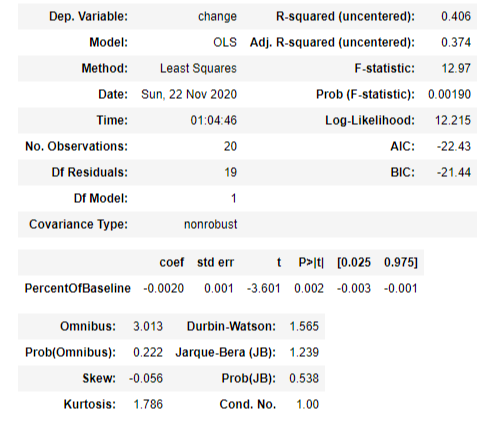 Dep. Variable: change R-squared (uncentered): 0.406
Model: OLS Adj. R-squared (uncentered): 0.374
Method: Least Squares F-statistic: 12.97
Date: Sun, 22 Nov 2020 Prob (F-statistic): 0.00190
Time: 01:04:46 Log-Likelihood: 12.215
No. Observations: 20 AIC: -22.43
Df Residuals: 19 BIC: -21.44
Df Model: 1
Covariance Type: nonrobust
coef std err t P>|t| [0.025 0.975]
PercentOfBaseline -0.0020 0.001 -3.601 0.002 -0.003 -0.001
Omnibus: 3.013 Durbin-Watson: 1.565
Prob(Omnibus): 0.222 Jarque-Bera (JB): 1.239
Skew: -0.056 Prob(JB): 0.538
Kurtosis: 1.786 Cond. No. 1.00